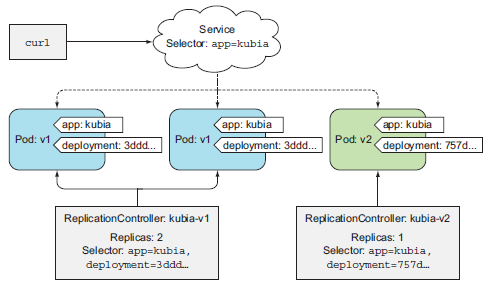 curl
Service
Selector: app=kubia
app: kubia
Pod: v1
deployment: 3ddd...
app: kubia
Pod: v1
deployment: 3ddd...
app: kubia
Pod: v2
deployment: 757d...
ReplicationController: kubia-v1
Replicas: 2
Selector: app=kubia,
deployment=3ddd…
ReplicationController: kubia-v2
Replicas: 1
Selector: app=kubia,
deployment=757d…